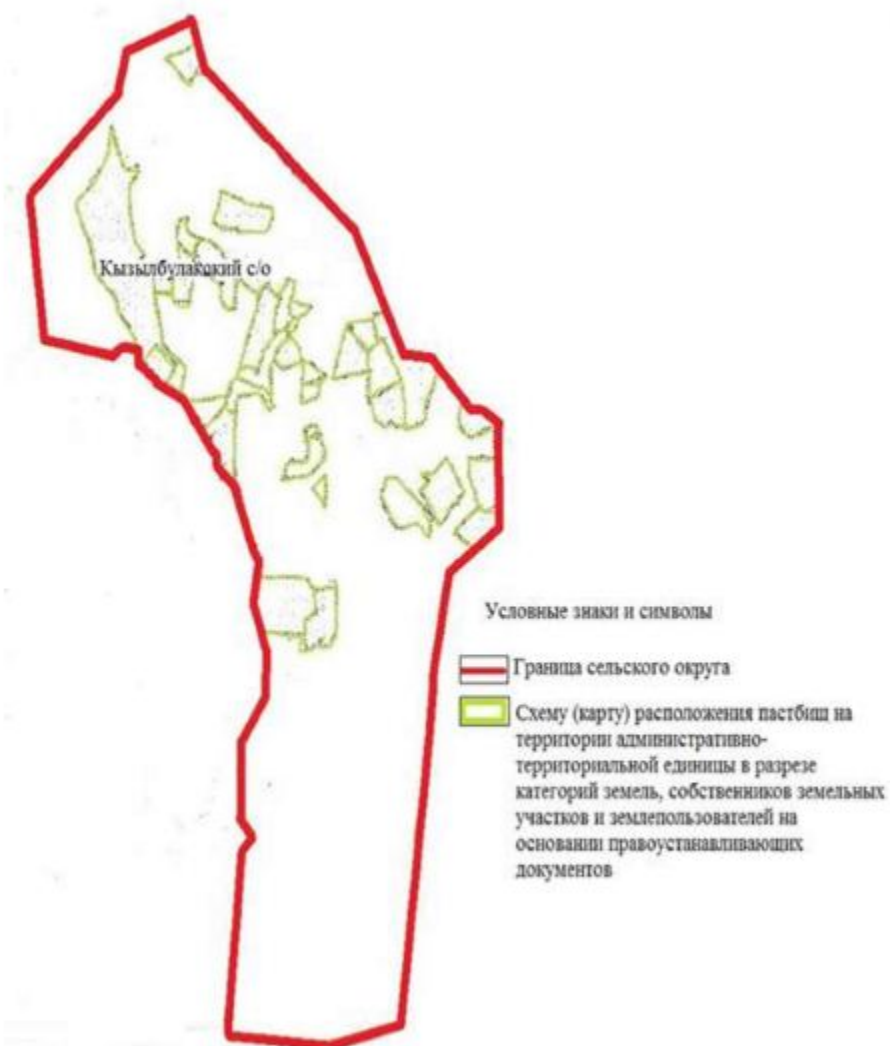 Кызылбулакский с/о
Условные знаки и символы
Граница сельского округа
Схему (карту) расположения пастбищ на
территории административно-
территориальной единицы в разрезе
категорий земель, собственников земельных
участков и землепользователей на
основании правоустанавливающих
документов